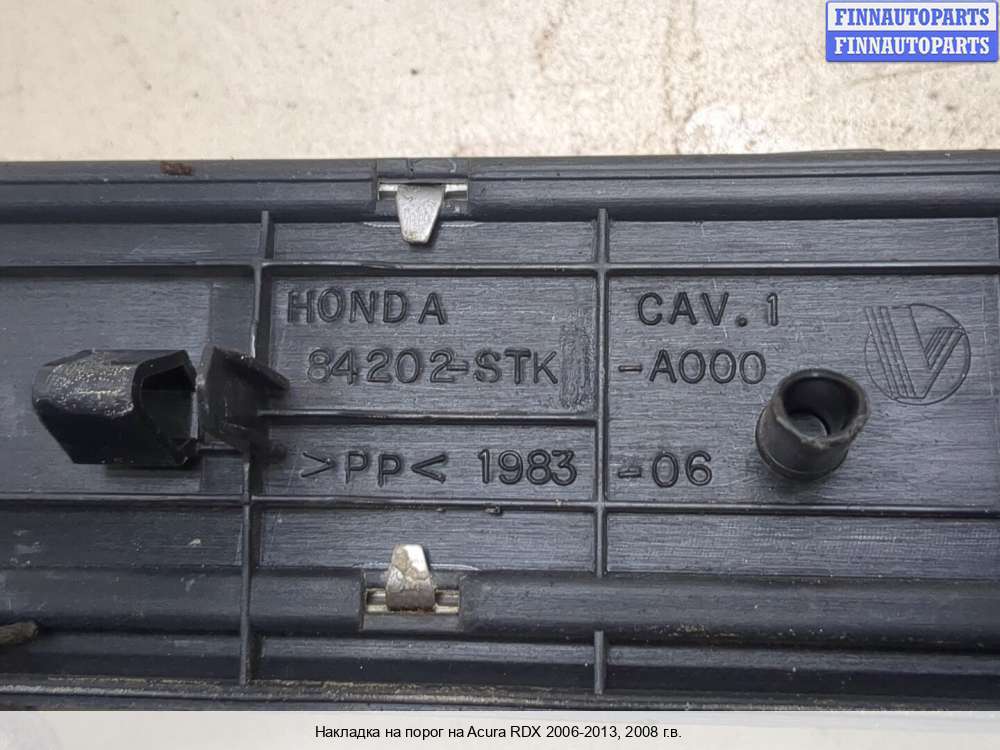 FINNAUTOPARTS
FINNAUTOPARTS
HONDA CAV.1
84202-STK -A000
>PP< 1983 -06
Накладка на порог на Acura RDX 2006-2013, 2008 г.в.